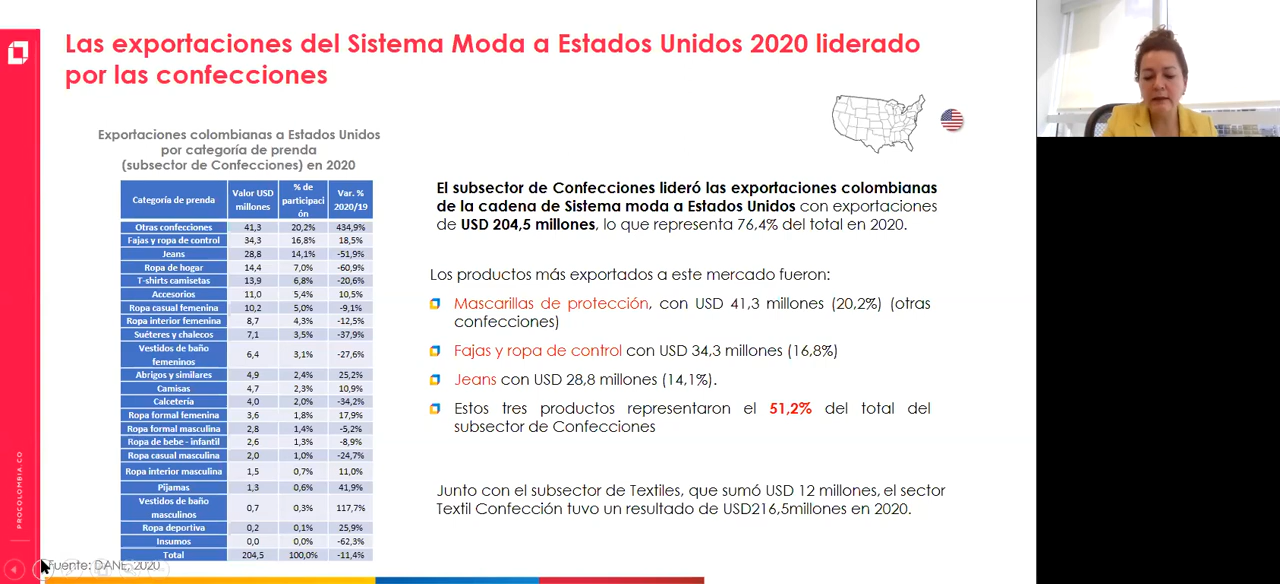 Las exportaciones del Sistema Moda a Estados Unidos 2020 liderado
por las confecciones
Exportaciones colombianas a Estados Unidos
por categoría de prenda
(subsector de Confecciones) en 2020
Categoría de prenda Valor USD millones % de participación Var. % 2020/19
Otras confecciones 41,3 20,2% 434,9%
Fajas y ropa de control 34,3 16,8% 18,5%
Jeans 28,8 14,1% -51,9%
Ropa de hogar 14,4 7,0% -60,9%
T-shirts camisetas 13,9 6,8% -20,6%
Accesorios 11,0 5,4% 10,5%
Ropa casual femenina 10,2 5,0% -9,1%
Ropa interior femenina 8,7 4,3% -12,5%
Suéteres y chalecos 7,1 3,5% -37,9%
Vestidos de baño femeninos 6,4 3,1% -27,6%
Abrigos y similares 4,9 2,4% 25,2%
Camisas 4,7 2,3% 10,9%
Calcetería 4,0 2,0% -34,2%
Ropa formal femenina 3,6 1,8% 17,9%
Ropa formal masculina 2,8 1,4% -5,2%
Ropa de bebe - infantil 2,6 1,3% -8,9%
Ropa casual masculina 2,0 1,0% -24,7%
Ropa interior masculina 1,5 0,7% 11,0%
Pijamas 1,3 0,6% 41,9%
Vestidos de baño masculinos 0,7 0,3% 117,7%
Ropa deportiva 0,2 0,1% 25,9%
Insumos 0,0 0,0% -62,3%
Total 204,5 100,0% -11,4%
Fuente: DANE, 2020
El subsector de Confecciones lideró las exportaciones colombianas
de la cadena de Sistema moda a Estados Unidos con exportaciones
de USD 204,5 millones, lo que representa 76,4% del total en 2020.
Los productos más exportados a este mercado fueron:
Mascarillas de protección, con USD 41,3 millones (20,2%) (otras
confecciones)
Fajas y ropa de control con USD 34,3 millones (16,8%)
Jeans con USD 28,8 millones (14,1%).
Estos tres productos representaron el 51,2% del total del
subsector de Confecciones
Junto con el subsector de Textiles, que sumó USD 12 millones, el sector
Textil Confección tuvo un resultado de USD216,5millones en 2020.
PROCOLOMBIA.CO